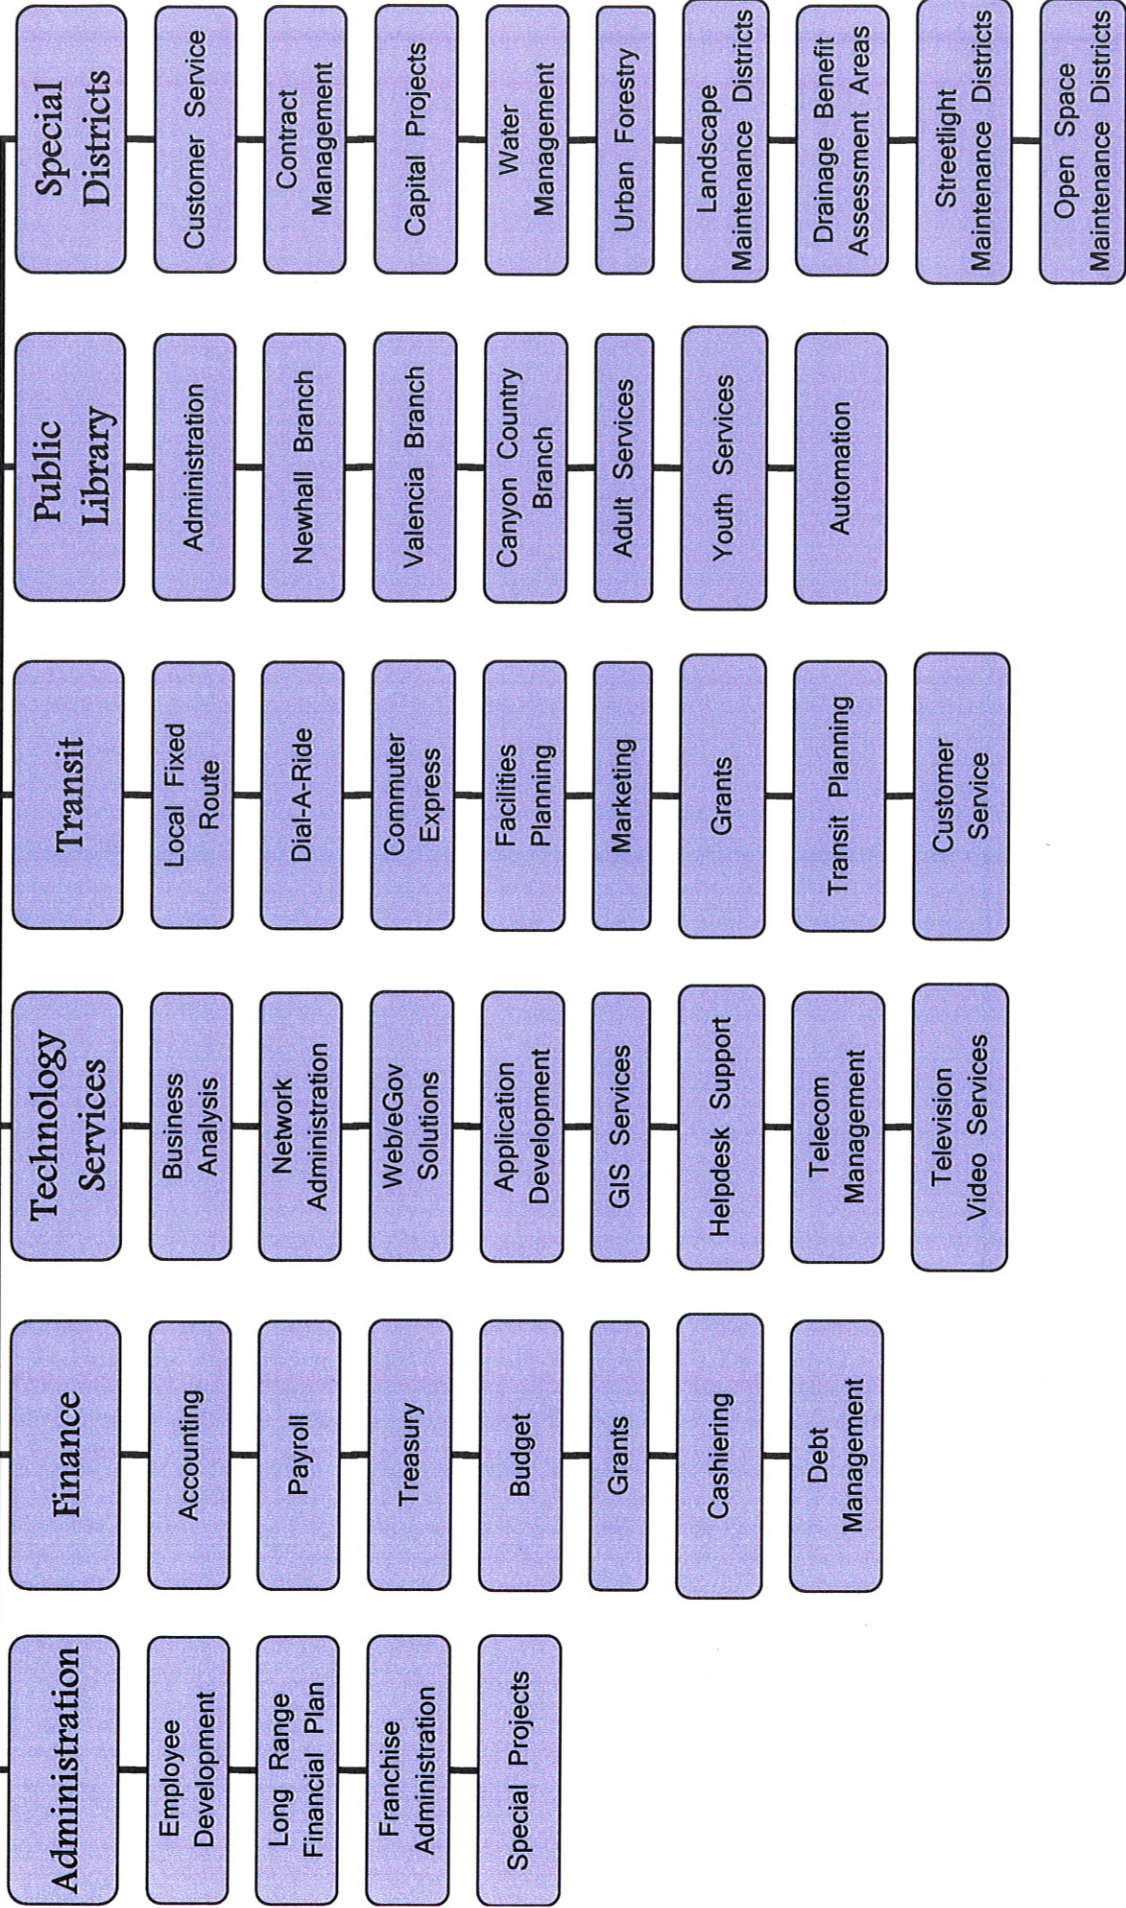 Administration
Employee
Development
Long Range
Financial Plan
Franchise
Administration
Special Projects
Finance
Accounting
Payroll
Treasury
Budget
Grants
Cashiering
Debt
Management
Technology
Services
Business
Analysis
Network
Administration
Web/eGov
Solutions
Application
Development
GIS Services
Helpdesk Support
Telecom
Management
Television
Video Services
Transit
Local Fixed
Route
Dial-A-Ride
Commuter
Express
Facilities
Planning
Marketing
Grants
Transit Planning
Customer
Service
Public
Library
Administration
Newhall Branch
Valencia Branch
Canyon Country
Branch
Adult Services
Youth Services
Automation
Special
Districts
Customer Service
Contract
Management
Capital Projects
Water
Management
Urban Forestry
Landscape
Maintenance Districts
Drainage Benefit
Assessment Areas
Streetlight
Maintenance Districts
Open Space
Maintenance Districts